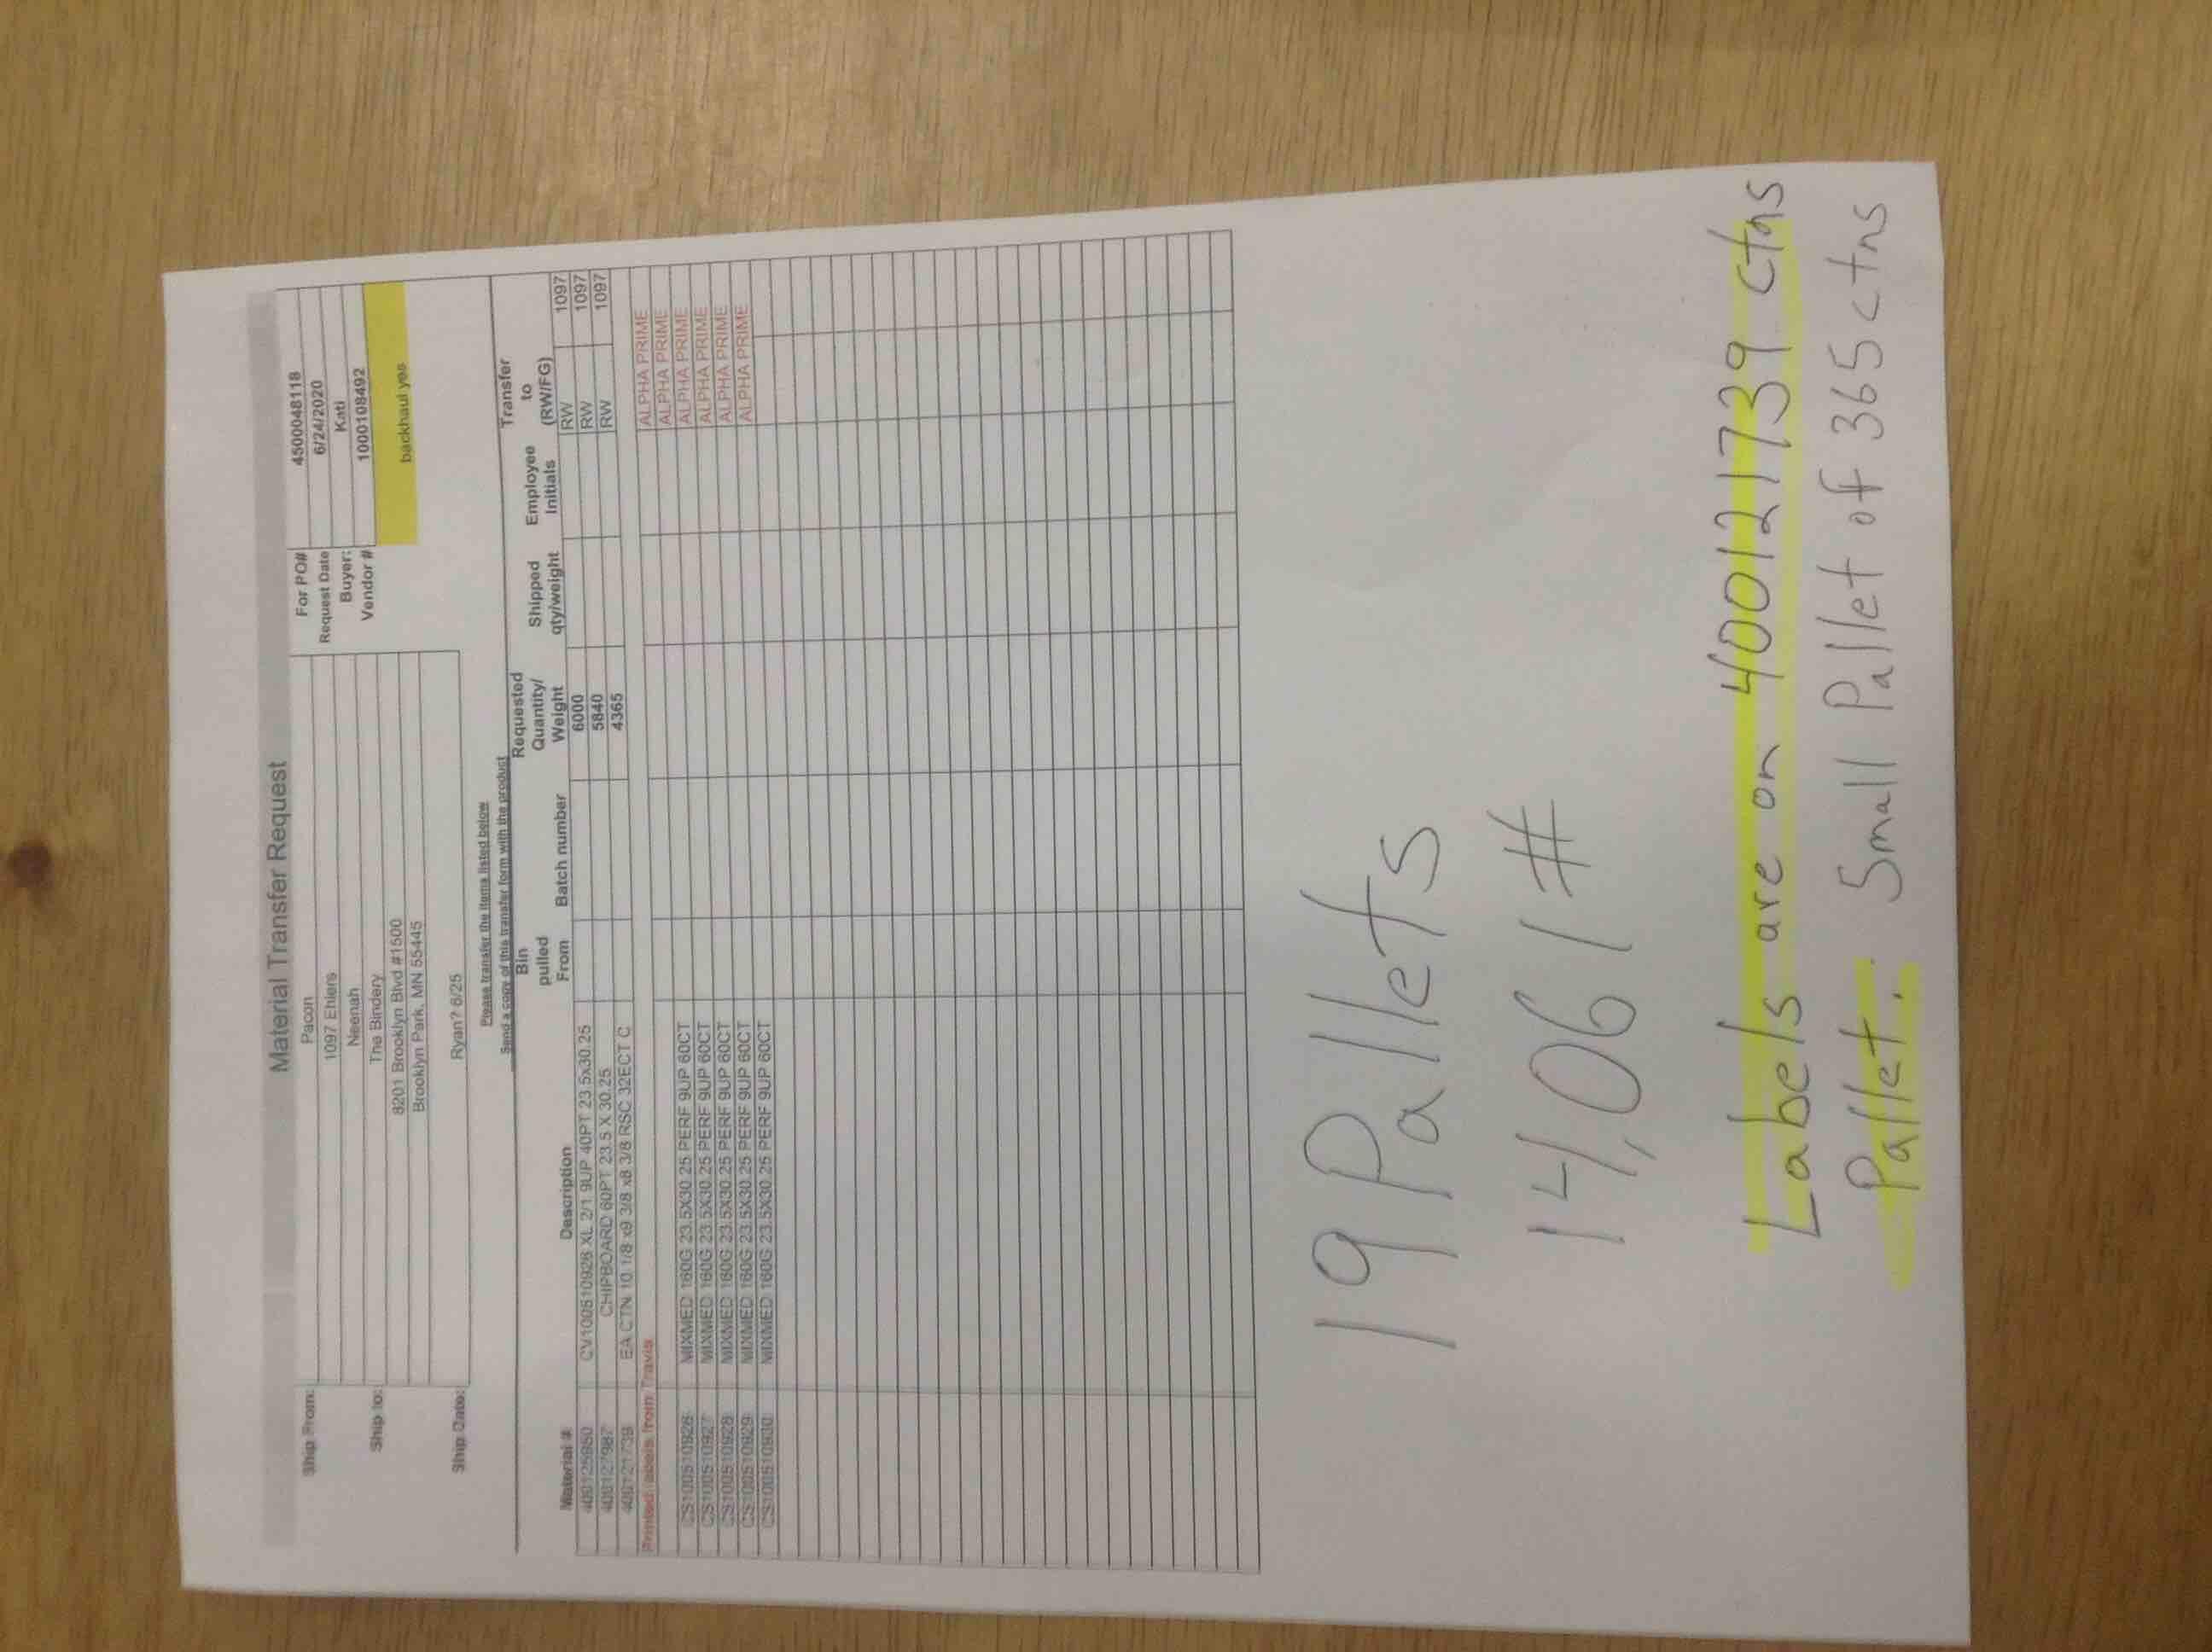 Material Transfer Request
Ship From: Pacon For PO# 4500048118
1097 Ehlers Request Date 6/24/2020
Neenah Buyer: Kati
Ship to: The Bindery Vendor # 1000108492
8201 Brooklyn Blvd #1500
Brooklyn Park, MN 55445 backhaul yes
Ship Date: Ryan? 6/25
Please transfer the items listed below
Send a copy of this transfer form with the product
Material # Description Bin pulled From Batch number Requested Quantity/ Weight Shipped qty/weight Employee Initials Transfer to (RW/FG)
6000 RW 1097
CHIPBOARD 60PT 23.5 X 30.25 5840 RW 1097
400121739 EA CTN 10 1/8 x9 3/8 x8 3/8 RSC 32ECT C 4365 RW 1097
Printed labels from Travis ALPHA PRIME
ALPHA PRIME
MIXMED 160G 23.5X30.25 PERF 9UP 60CT ALPHA PRIME
MIXMED 160G 23.5X30.25 PERF 9UP 60CT ALPHA PRIME
MIXMED 160G 23.5X30.25 PERF 9UP 60CT ALPHA PRIME
MIXMED 160G 23.5X30.25 PERF 9UP 60CT ALPHA PRIME
MIXMED 160G 23.5X30.25 PERF 9UP 60CT
19 Pallets
14,061#
Labels are on 400121739 ctns
Pallet. Small Pallet of 365 ctns